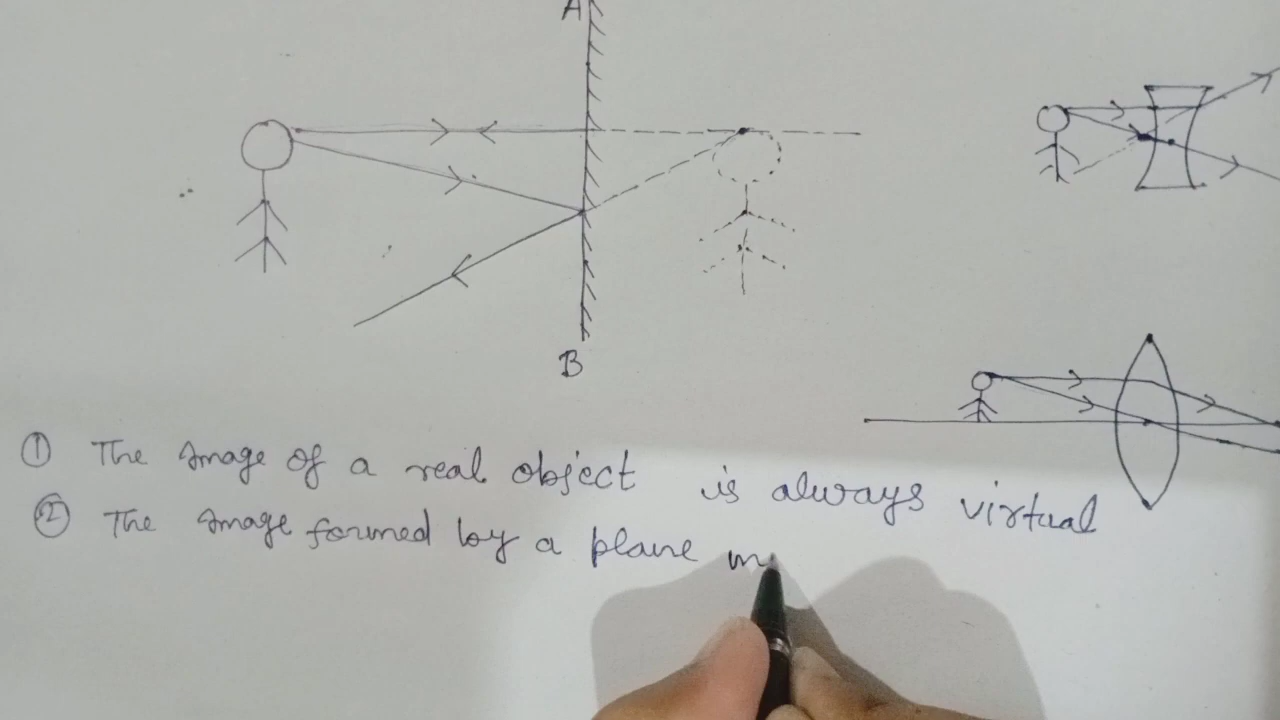 A
B
① The Image of a real object is always virtual
② The Image formed by a plane m